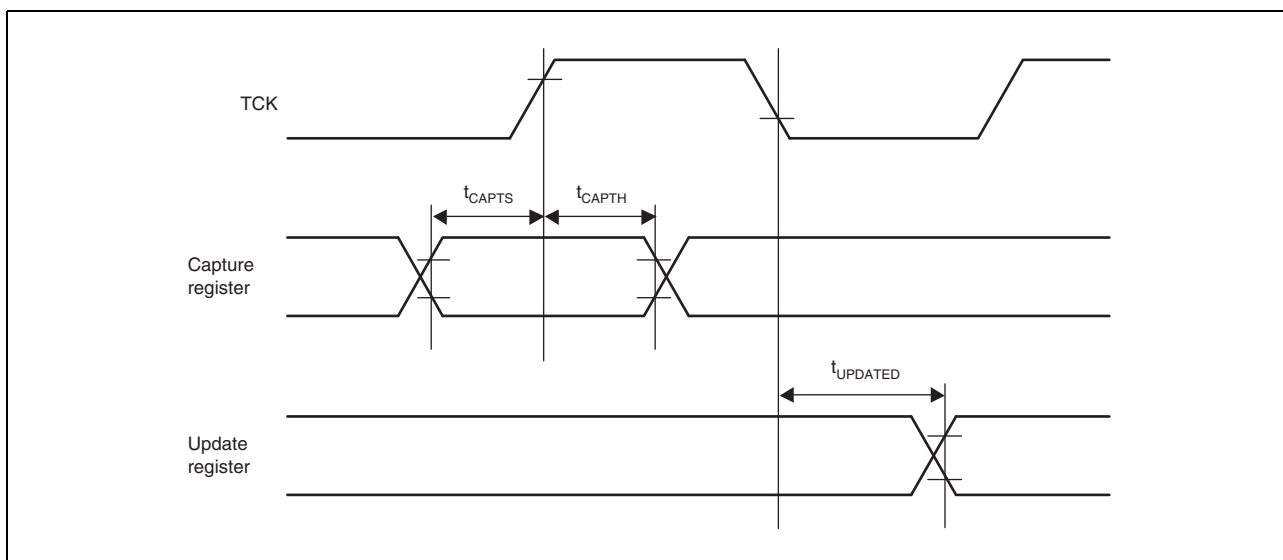 TCK
tCAPTS
tCAPTH
Capture
register
tUPDATED
Update
register